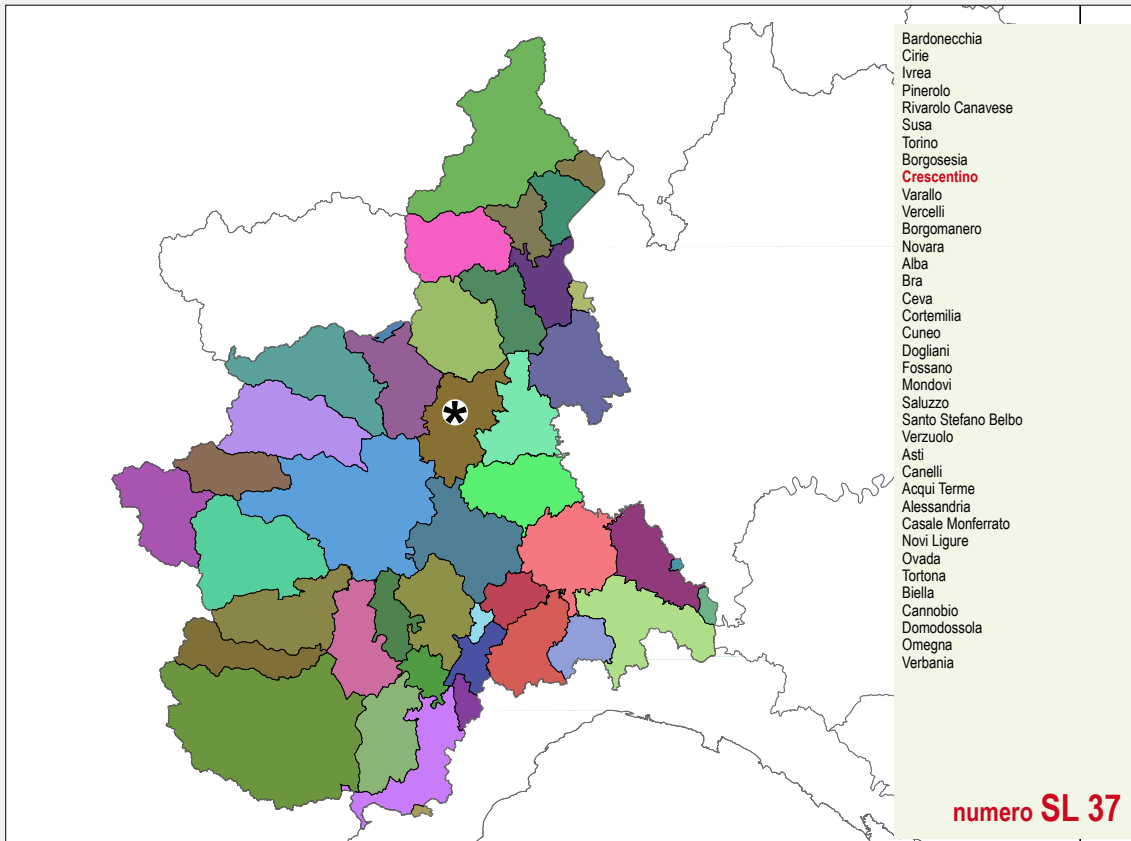 Bardonecchia
Cirie
Ivrea
Pinerolo
Rivarolo Canavese
Susa
Torino
Borgosesia
Crescentino
Varallo
Vercelli
Borgomanero
Novara
Alba
Bra
Ceva
Cortemilia
Cuneo
Dogliani
Fossano
Mondovi
Saluzzo
Santo Stefano Belbo
Verzuolo
Asti
Canelli
Acqui Terme
Alessandria
Casale Monferrato
Novi Ligure
Ovada
Tortona
Biella
Cannobio
Domodossola
Omegna
Verbania
*
numero SL 37